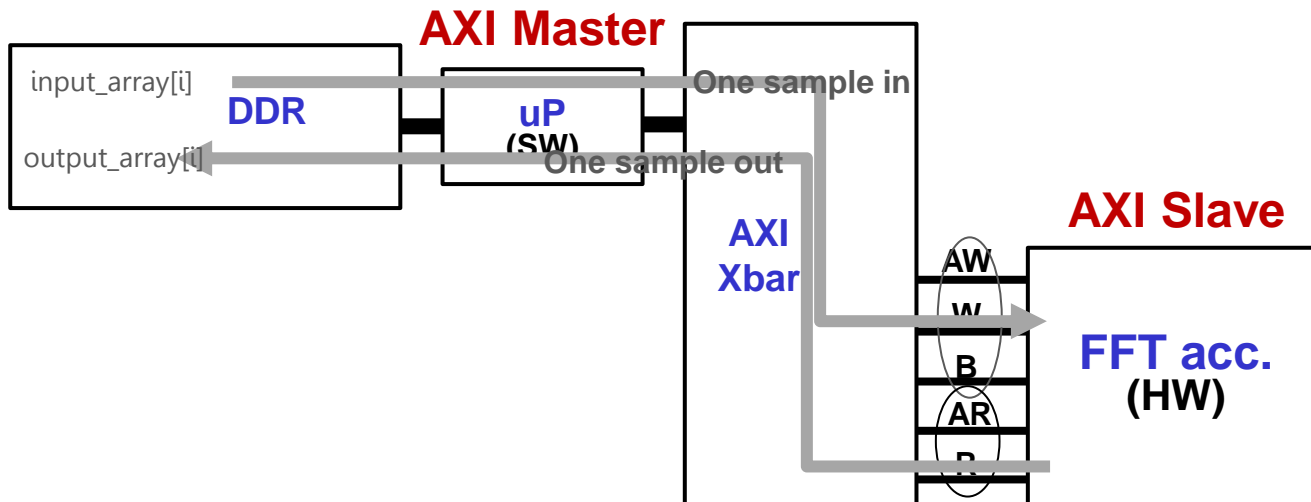 AXI Master
input_array[i]
One sample in
DDR
uP
(SW)
output_array[i]
One sample out
AXI Slave
AXI
Xbar
AW
W
B
AR
R
FFT acc.
(HW)